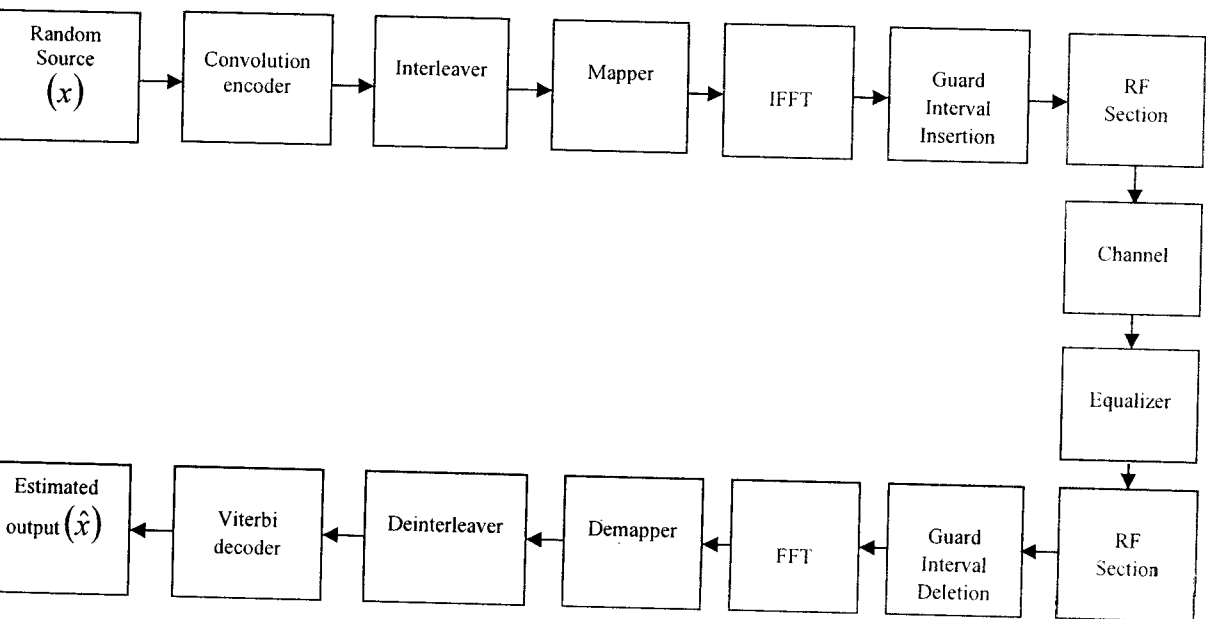 Random
Source
(x)
Convolution
encoder
Interleaver
Mapper
IFFT
Guard
Interval
Insertion
RF
Section
Channel
Equalizer
RF
Section
Guard
Interval
Deletion
FFT
Demapper
Deinterleaver
Viterbi
decoder
Estimated
output (x̂)